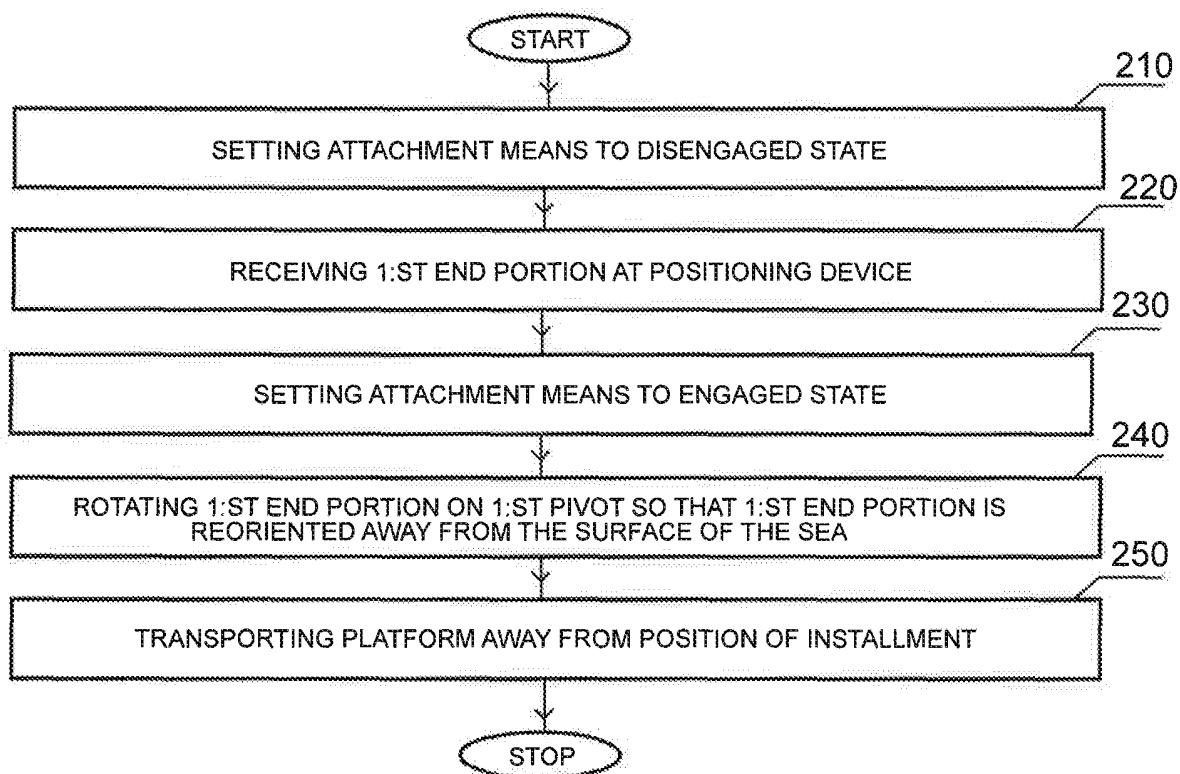 START
210
SETTING ATTACHMENT MEANS TO DISENGAGED STATE
220
RECEIVING 1:ST END PORTION AT POSITIONING DEVICE
230
SETTING ATTACHMENT MEANS TO ENGAGED STATE
240
ROTATING 1:ST END PORTION ON 1:ST PIVOT SO THAT 1:ST END PORTION IS
REORIENTED AWAY FROM THE SURFACE OF THE SEA
250
TRANSPORTING PLATFORM AWAY FROM POSITION OF INSTALLMENT
STOP